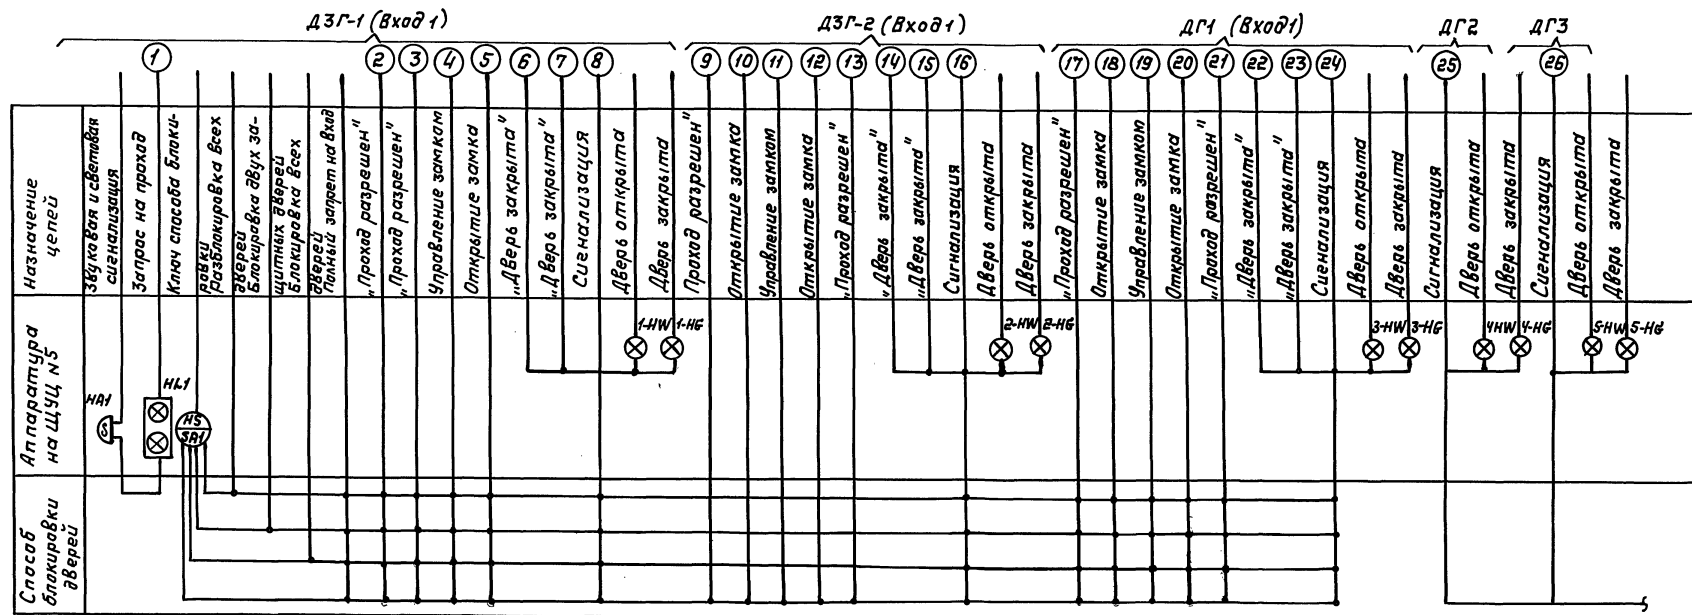 ДЗГ-1 (Вход 1)
ДЗГ-2 (Вход 1)
ДГ1 (Вход1)
ДГ2
ДГ3
1
2
3
4
5
6
7
8
9
10
11
12
13
14
15
16
17
18
19
20
21
22
23
24
25
26
Назначение
цепей
Звуковая и световая
сигнализация
Запрос на проход
Ключ способа блоки-
ровки
разблокировка всех
дверей
Блокировка двух за-
щитных дверей
Блокировка всех
дверей
Полный запрет на вход
„Проход разрешен"
„Проход разрешен"
Управление замкам
Открытие замка
„Дверь закрыта"
„Дверь закрыта"
Сигнализация
Дверь открыта
Дверь закрыта
Проход разрешен"
Открытие замка
Управление замком
Открытие замка
„Проход разрешен"
„Дверь закрыта"
„Дверь закрыта"
Сигнализация
Дверь открыта
Дверь закрыта
„Проход разрешен"
Открытие замка
Управление замком
Открытие замка
„Проход разрешен"
„Дверь закрыта"
„Дверь закрыта"
Сигнализация
Дверь открыта
Дверь закрыта
Сигнализация
Дверь открыта
Дверь закрыта
Сигнализация
Дверь открыта
Дверь закрыта
Аппаратура
на ЩУЦ N5
НА1
HL1
HS
SA1
1-HW 1-HG
2-HW 2-HG
3-HW 3-HG
4HW 4-HG
5-HW 5-HG
Способ
блокировки
дверей